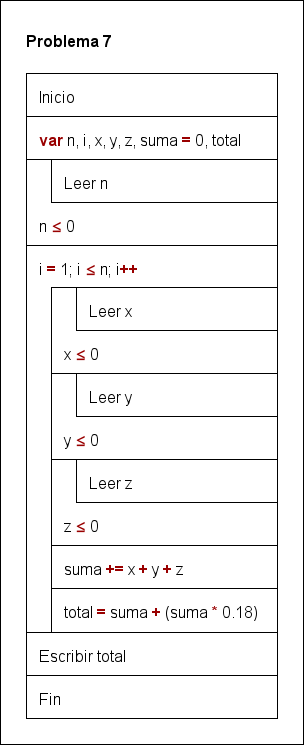 Problema 7
Inicio
var n, i, x, y, z, suma = 0, total
Leer n
n ≤ 0
i = 1; i ≤ n; i++
Leer x
x ≤ 0
Leer y
y ≤ 0
Leer z
z ≤ 0
suma += x + y + z
total = suma + (suma * 0.18)
Escribir total
Fin